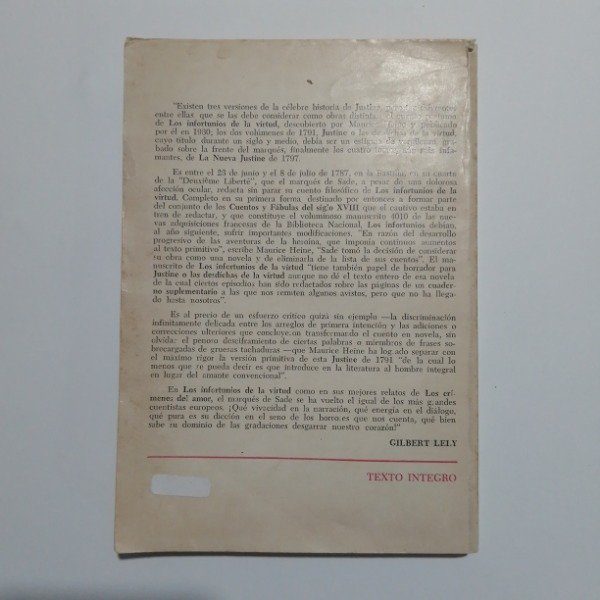 "Existen tres versiones de la célebre historia de Justine,
entre ellas que se las debe considerar como obras
de Los infortunios de la virtud, descubierto por Maurice y publicado
por él en 1930; los dos volúmenes de 1791, Justine o las de la virtud,
cuyo título durante un siglo y medio, debía ser un gra-
bado sobre la frente del marqués, finalmente los cuatro infa-
mantes, de La Nueva Justine de 1797.
Es entre el 23 de junio y el 8 de julio de 1787, en la Bastilla, en su cuarto
de la "Deuxième Liberté", que el marqués de Sade, a pesar de una dolorosa
afección ocular, redacta sin parar su cuento filosófico de Los infortunios de la
virtud. Completo en su primera forma, destinado por entonces a formar parte
del conjunto de los Cuentos y Fábulas del siglo XVIII que el cautivo estaba en
tren de redactar, y que constituye el voluminoso manuscrito 4010 de las nue-
vas adquisiciones francesas de la Biblioteca Nacional, Los infortunios debían,
al año siguiente, sufrir importantes modificaciones. "En razón del desarrollo
progresivo de las aventuras de la heroína, que imponía continuos aumentos
al texto primitivo", escribe Maurice Heine, "Sade tomó la decisión de considerar
su obra como una novela y de eliminarla de la lista de sus cuentos". El ma-
nuscrito de Los infortunios de la virtud "tiene también papel de borrador para
Justine o las desdichas de la virtud aunque no dé el texto entero de esa novela
de la cual ciertos episodios han sido redactados sobre las páginas de un cuader-
no suplementario a las que nos remiten algunos avistos, pero que no ha llega-
do hasta nosotros".
Es al precio de un esfuerzo crítico quizá sin ejemplo —la discriminación
infinitamente delicada entre los arreglos de primera intención y las adiciones o
correcciones ulteriores que concluyeron transformando el cuento en novela, sin
olvidar el penoso desciframiento de ciertas palabras o miembros de frases so-
brecargadas de gruesas tachaduras —que Maurice Heine ha logrado separar con
el máximo rigor la versión primitiva de esta Justine de 1791 "de la cual lo
menos que se pueda decir es que introduce en la literatura al hombre integral
en lugar del amante convencional".
En Los infortunios de la virtud como en sus mejores relatos de Los crí-
menes del amor, el marqués de Sade se ha vuelto el igual de los más grandes
cuentistas europeos. ¡Qué vivacidad en la narración, qué energía en el diálogo,
qué pura es su dicción en el seno de los horrores que nos cuenta, qué bien
sabe su dominio de las gradaciones desgarrar nuestro corazón!"
GILBERT LELY
TEXTO INTEGRO